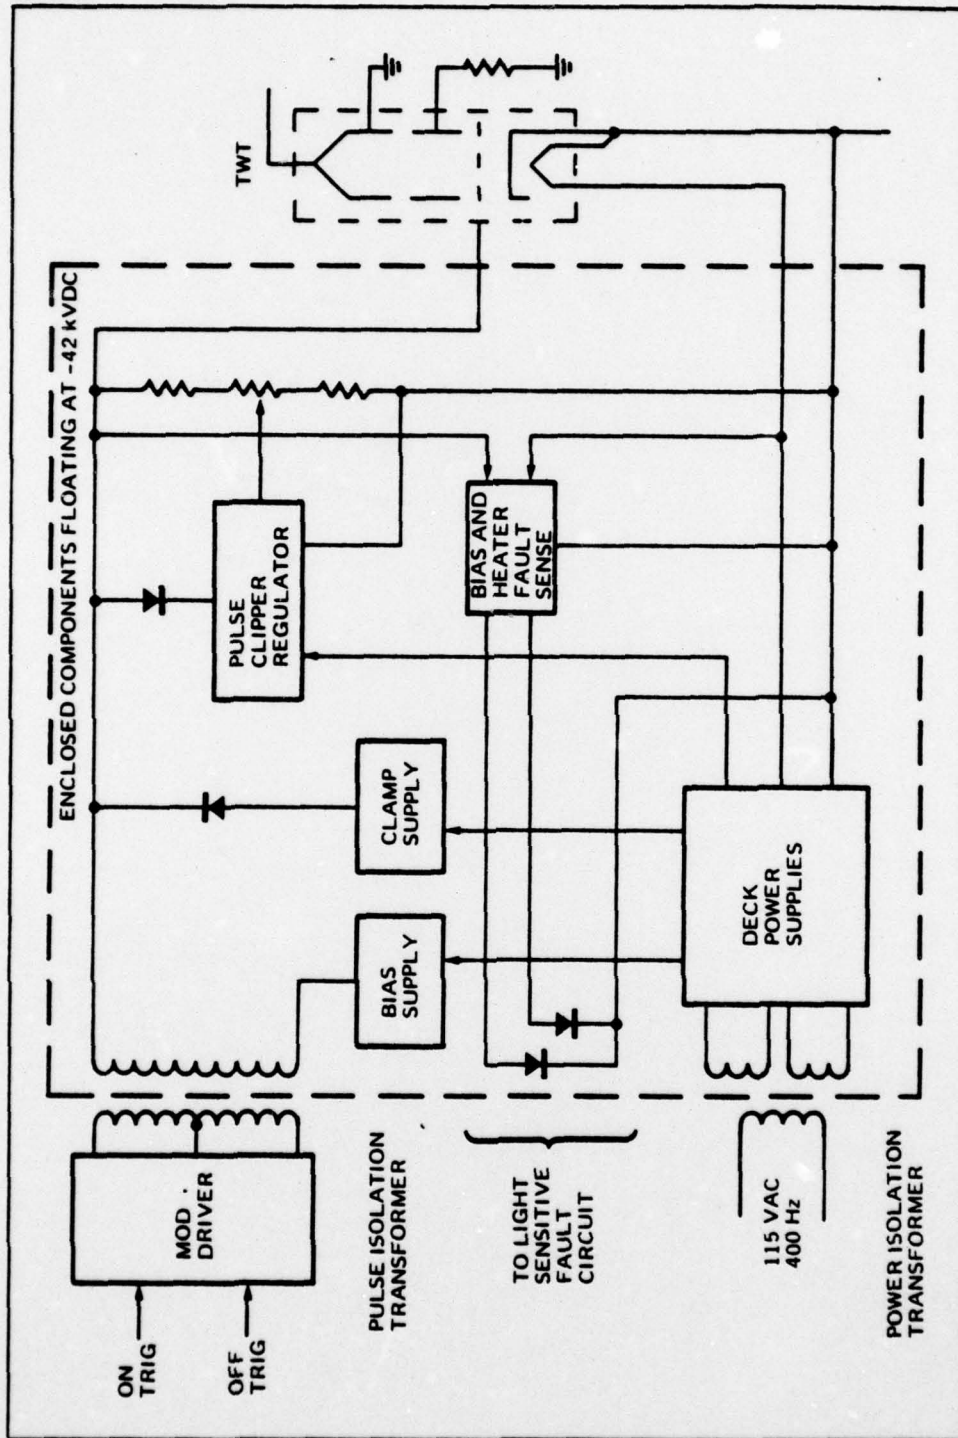 ENCLOSED COMPONENTS FLOATING AT -42 kVDC
TWT
ON
TRIG
OFF
TRIG
MOD.
DRIVER
PULSE ISOLATION
TRANSFORMER
BIAS
SUPPLY
CLAMP
SUPPLY
PULSE
CLIPPER
REGULATOR
BIAS AND
HEATER
FAULT
SENSE
TO LIGHT
SENSITIVE
FAULT
CIRCUIT
DECK
POWER
SUPPLIES
115 VAC
400 Hz
POWER ISOLATION
TRANSFORMER